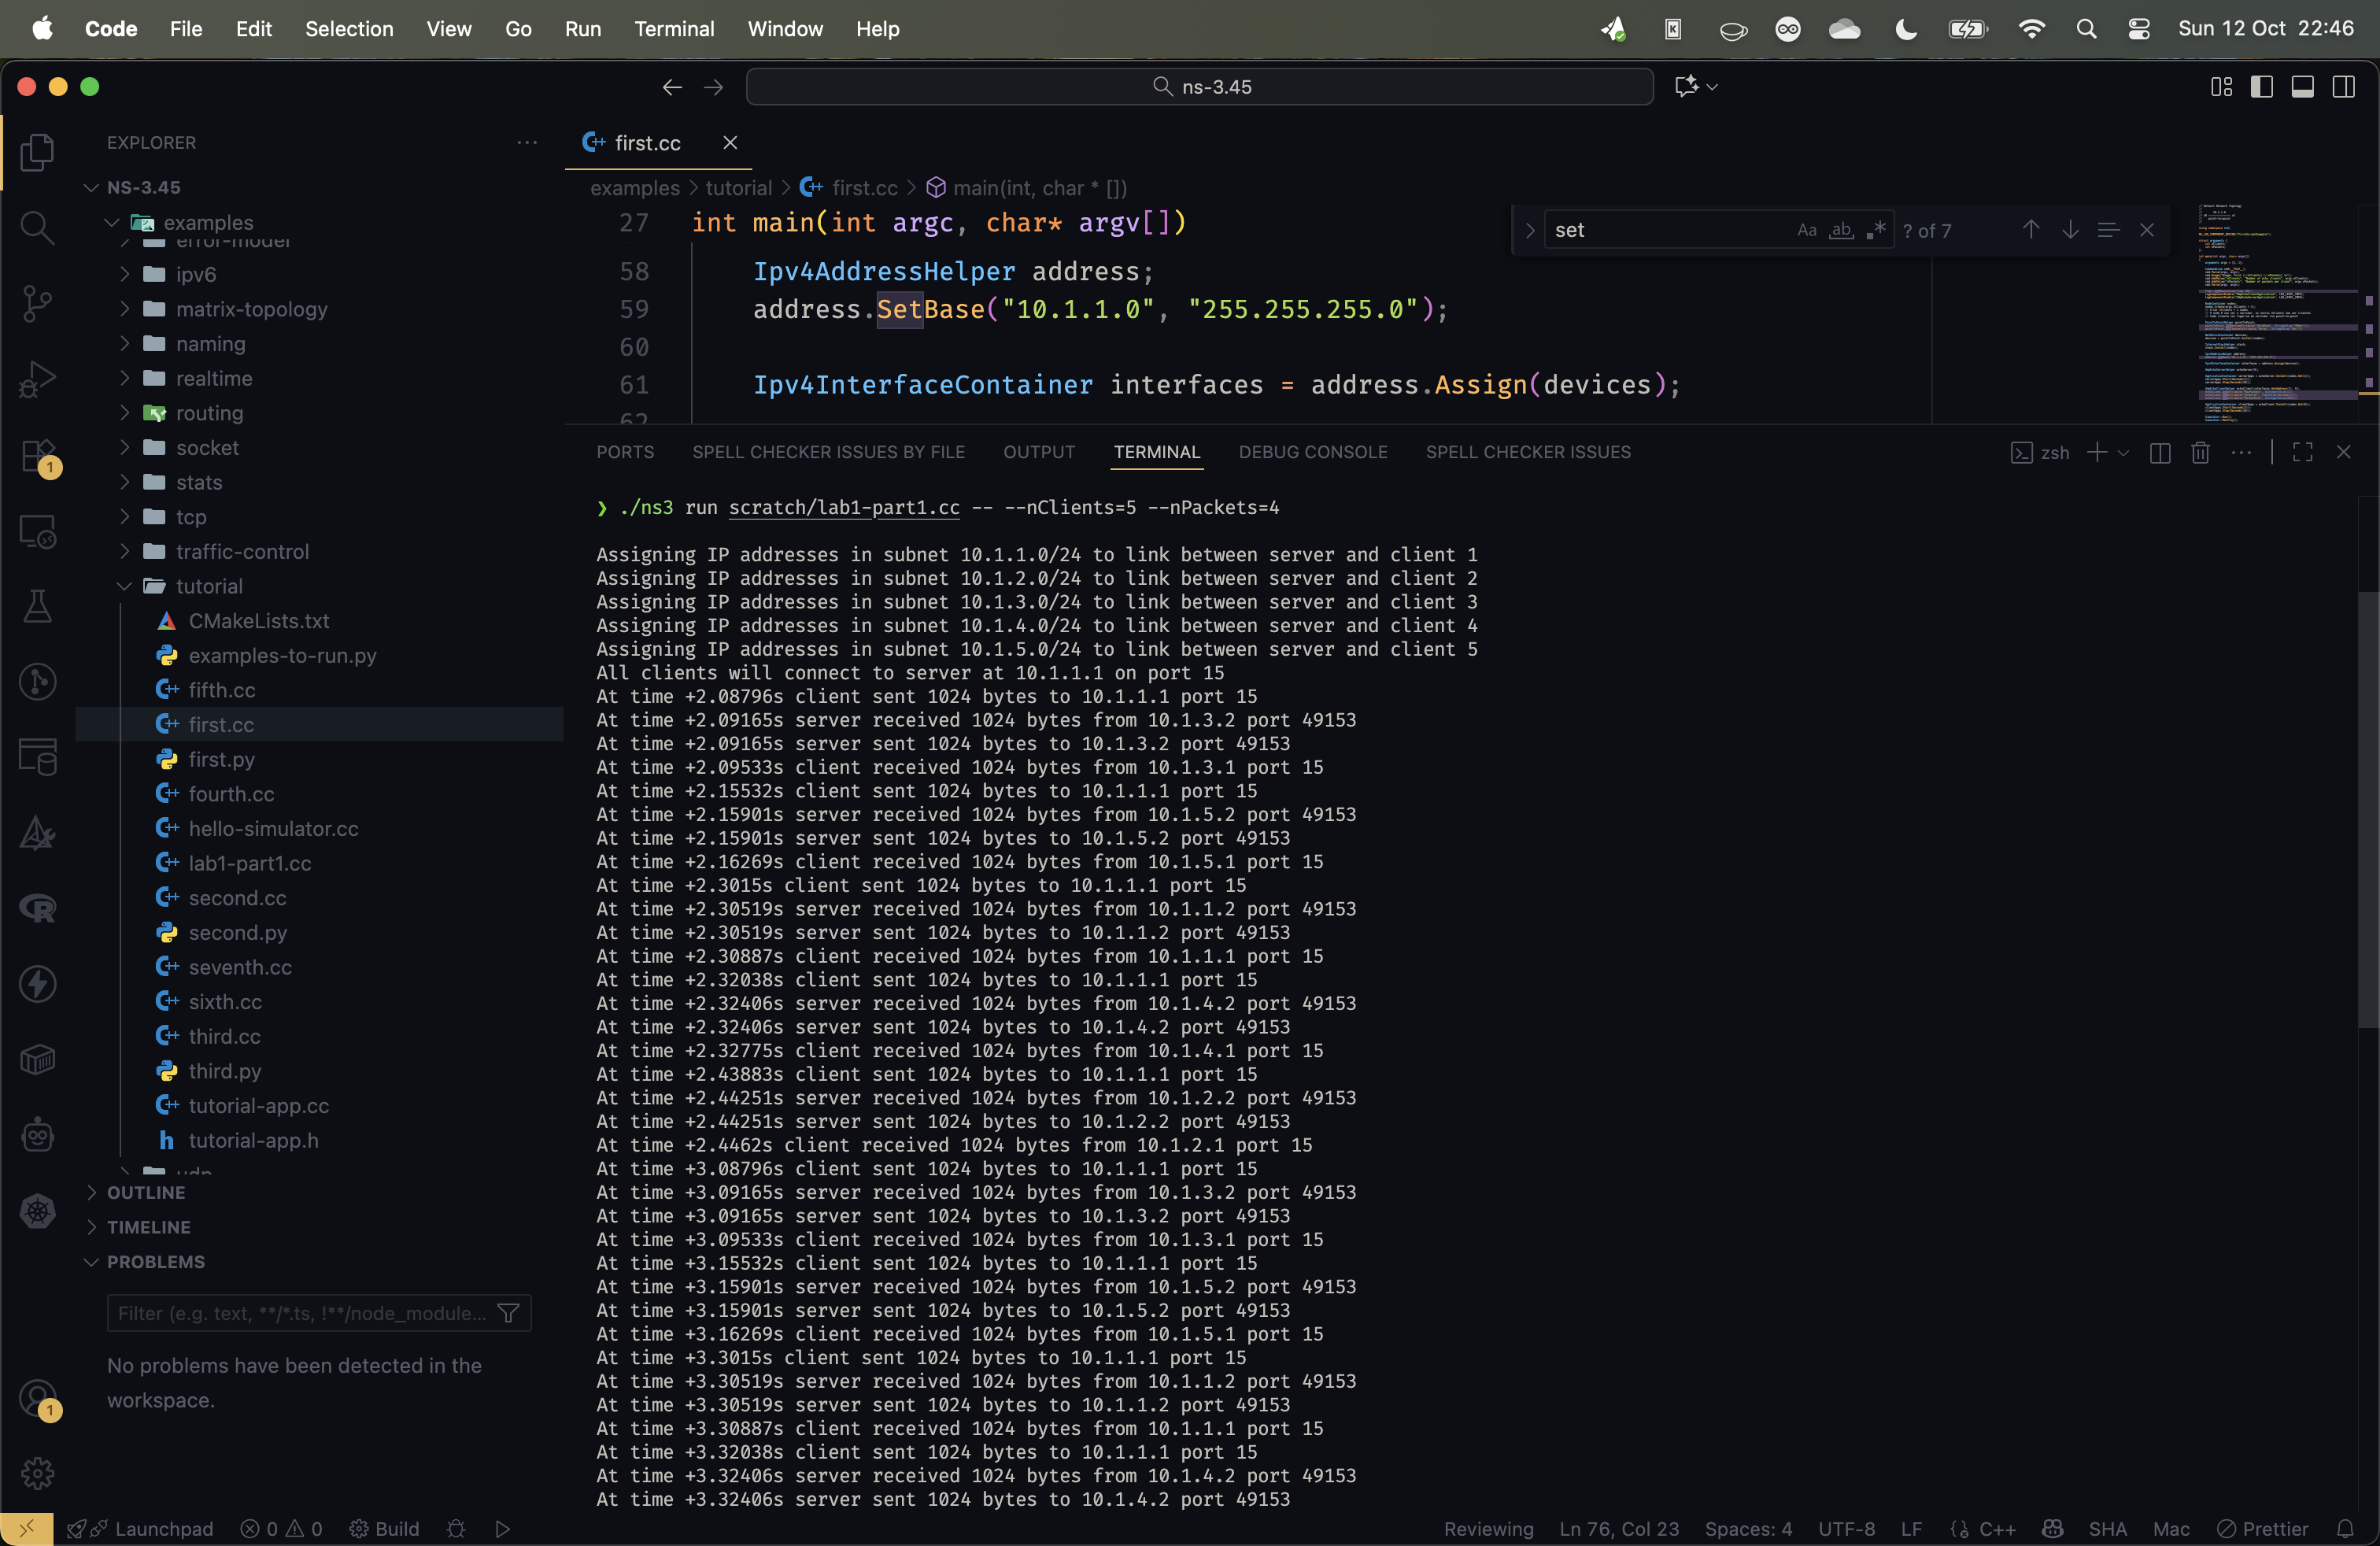 Code File Edit Selection View Go Run Terminal Window Help Sun 12 Oct 22:46
ns-3.45
EXPLORER
NS-3.45
examples
error-model
ipv6
matrix-topology
naming
realtime
routing
socket
stats
tcp
traffic-control
tutorial
CMakeLists.txt
examples-to-run.py
fifth.cc
first.cc
first.py
fourth.cc
hello-simulator.cc
lab1-part1.cc
second.cc
second.py
seventh.cc
sixth.cc
third.cc
third.py
tutorial-app.cc
tutorial-app.h
udp
OUTLINE
TIMELINE
PROBLEMS
Filter (e.g. text, **/*.ts, !**/node_module...
No problems have been detected in the
workspace.
1
1
first.cc
examples > tutorial > first.cc > main(int, char * [])
27 int main(int argc, char* argv[])
58 Ipv4AddressHelper address;
59 address.SetBase("10.1.1.0", "255.255.255.0");
60
61 Ipv4InterfaceContainer interfaces = address.Assign(devices);
62
set Aa ab .* ? of 7
PORTS SPELL CHECKER ISSUES BY FILE OUTPUT TERMINAL DEBUG CONSOLE SPELL CHECKER ISSUES zsh
❯ ./ns3 run scratch/lab1-part1.cc -- --nClients=5 --nPackets=4
Assigning IP addresses in subnet 10.1.1.0/24 to link between server and client 1
Assigning IP addresses in subnet 10.1.2.0/24 to link between server and client 2
Assigning IP addresses in subnet 10.1.3.0/24 to link between server and client 3
Assigning IP addresses in subnet 10.1.4.0/24 to link between server and client 4
Assigning IP addresses in subnet 10.1.5.0/24 to link between server and client 5
All clients will connect to server at 10.1.1.1 on port 15
At time +2.08796s client sent 1024 bytes to 10.1.1.1 port 15
At time +2.09165s server received 1024 bytes from 10.1.3.2 port 49153
At time +2.09165s server sent 1024 bytes to 10.1.3.2 port 49153
At time +2.09533s client received 1024 bytes from 10.1.3.1 port 15
At time +2.15532s client sent 1024 bytes to 10.1.1.1 port 15
At time +2.15901s server received 1024 bytes from 10.1.5.2 port 49153
At time +2.15901s server sent 1024 bytes to 10.1.5.2 port 49153
At time +2.16269s client received 1024 bytes from 10.1.5.1 port 15
At time +2.3015s client sent 1024 bytes to 10.1.1.1 port 15
At time +2.30519s server received 1024 bytes from 10.1.1.2 port 49153
At time +2.30519s server sent 1024 bytes to 10.1.1.2 port 49153
At time +2.30887s client received 1024 bytes from 10.1.1.1 port 15
At time +2.32038s client sent 1024 bytes to 10.1.1.1 port 15
At time +2.32406s server received 1024 bytes from 10.1.4.2 port 49153
At time +2.32406s server sent 1024 bytes to 10.1.4.2 port 49153
At time +2.32775s client received 1024 bytes from 10.1.4.1 port 15
At time +2.43883s client sent 1024 bytes to 10.1.1.1 port 15
At time +2.44251s server received 1024 bytes from 10.1.2.2 port 49153
At time +2.44251s server sent 1024 bytes to 10.1.2.2 port 49153
At time +2.4462s client received 1024 bytes from 10.1.2.1 port 15
At time +3.08796s client sent 1024 bytes to 10.1.1.1 port 15
At time +3.09165s server received 1024 bytes from 10.1.3.2 port 49153
At time +3.09165s server sent 1024 bytes to 10.1.3.2 port 49153
At time +3.09533s client received 1024 bytes from 10.1.3.1 port 15
At time +3.15532s client sent 1024 bytes to 10.1.1.1 port 15
At time +3.15901s server received 1024 bytes from 10.1.5.2 port 49153
At time +3.15901s server sent 1024 bytes to 10.1.5.2 port 49153
At time +3.16269s client received 1024 bytes from 10.1.5.1 port 15
At time +3.3015s client sent 1024 bytes to 10.1.1.1 port 15
At time +3.30519s server received 1024 bytes from 10.1.1.2 port 49153
At time +3.30519s server sent 1024 bytes to 10.1.1.2 port 49153
At time +3.30887s client received 1024 bytes from 10.1.1.1 port 15
At time +3.32038s client sent 1024 bytes to 10.1.1.1 port 15
At time +3.32406s server received 1024 bytes from 10.1.4.2 port 49153
At time +3.32406s server sent 1024 bytes to 10.1.4.2 port 49153
Launchpad 0 0 Build Reviewing Ln 76, Col 23 Spaces: 4 UTF-8 LF C++ SHA Mac Prettier